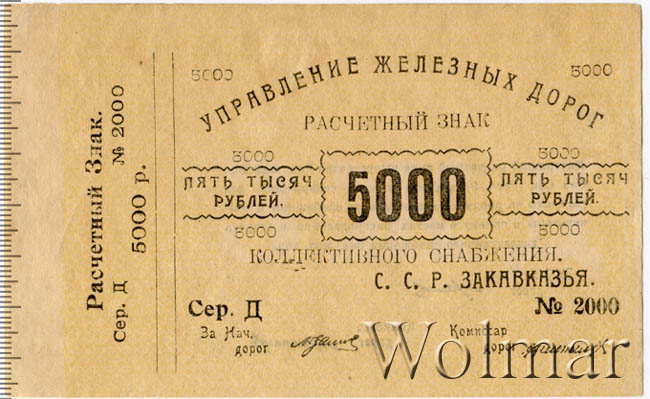 Расчетный Знак.
Сер. Д № 2000
5000 р.
5000 5000
УПРАВЛЕНИЕ ЖЕЛЕЗНЫХ ДОРОГ
РАСЧЕТНЫЙ ЗНАК
5000 5000
ПЯТЬ ТЫСЯЧ РУБЛЕЙ. 5000 ПЯТЬ ТЫСЯЧ РУБЛЕЙ.
5000 5000
КОЛЛЕКТИВНОГО СНАБЖЕНИЯ.
С. С. Р. ЗАКАВКАЗЬЯ.
Сер. Д № 2000
За Нач. дорог
Комиссар дорог
Wolmar